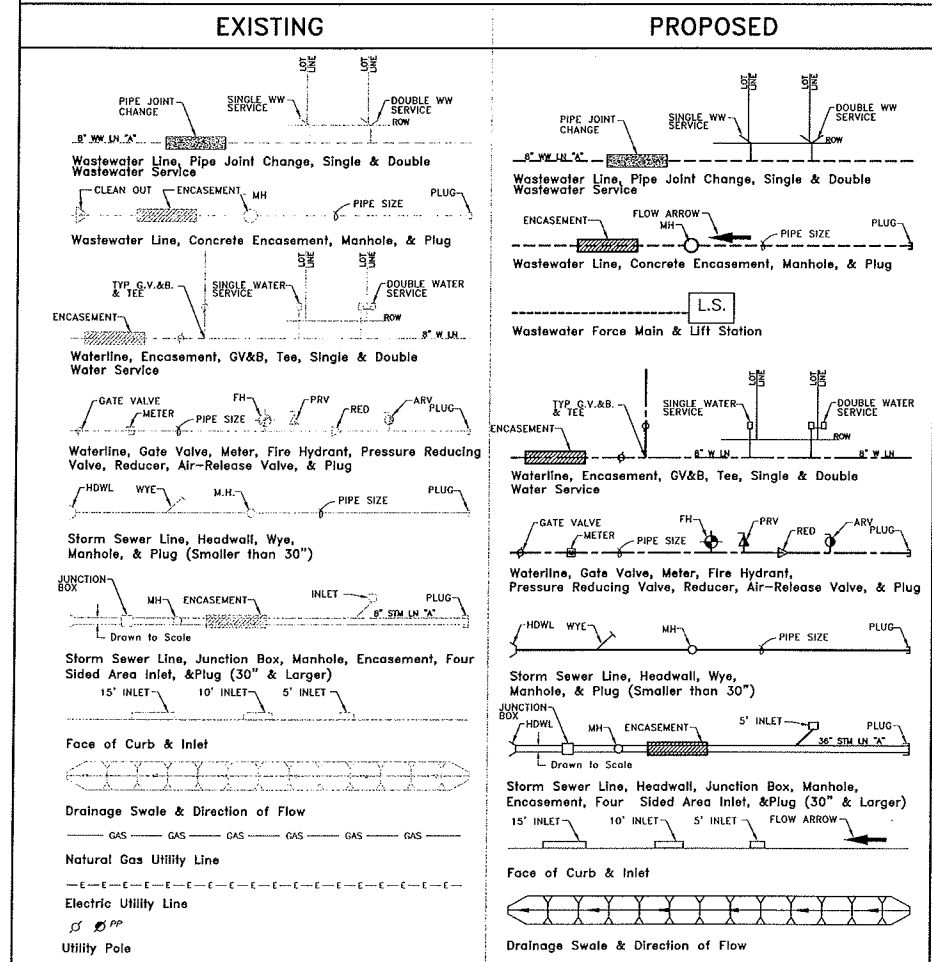 EXISTING
LOT LINE
LOT LINE
PIPE JOINT CHANGE
SINGLE WW SERVICE
DOUBLE WW SERVICE
ROW
8" WW LN "A"
Wastewater Line, Pipe Joint Change, Single & Double
Wastewater Service
CLEAN OUT
ENCASEMENT
MH
PIPE SIZE
PLUG
Wastewater Line, Concrete Encasement, Manhole, & Plug
LOT LINE
LOT LINE
TYP G.V.&B. & TEE
SINGLE WATER SERVICE
DOUBLE WATER SERVICE
ENCASEMENT
ROW
8" W LN
Waterline, Encasement, GV&B, Tee, Single & Double
Water Service
GATE VALVE
METER
PIPE SIZE
FH
PRV
RED
ARV
PLUG
Waterline, Gate Valve, Meter, Fire Hydrant, Pressure Reducing
Valve, Reducer, Air-Release Valve, & Plug
HDWL
WYE
M.H.
PIPE SIZE
PLUG
Storm Sewer Line, Headwall, Wye,
Manhole, & Plug (Smaller than 30")
JUNCTION BOX
MH
ENCASEMENT
INLET
8" STM LN "A"
PLUG
Drawn to Scale
Storm Sewer Line, Junction Box, Manhole, Encasement, Four
Sided Area Inlet, &Plug (30" & Larger)
15' INLET
10' INLET
5' INLET
Face of Curb & Inlet
Drainage Swale & Direction of Flow
GAS GAS GAS GAS GAS GAS
Natural Gas Utility Line
E E E E E E E E E E E E E E
Electric Utility Line
PP
Utility Pole
PROPOSED
LOT LINE
LOT LINE
PIPE JOINT CHANGE
SINGLE WW SERVICE
DOUBLE WW SERVICE
ROW
8" WW LN "A"
Wastewater Line, Pipe Joint Change, Single & Double
Wastewater Service
ENCASEMENT
FLOW ARROW
MH
PIPE SIZE
PLUG
Wastewater Line, Concrete Encasement, Manhole, & Plug
L.S.
Wastewater Force Main & Lift Station
LOT LINE
LOT LINE
TYP G.V.&B. & TEE
SINGLE WATER SERVICE
DOUBLE WATER SERVICE
ENCASEMENT
ROW
8" W LN
8" W LN
Waterline, Encasement, GV&B, Tee, Single & Double
Water Service
GATE VALVE
METER
M
PIPE SIZE
FH
PRV
RED
ARV
PLUG
Waterline, Gate Valve, Meter, Fire Hydrant,
Pressure Reducing Valve, Reducer, Air-Release Valve, & Plug
HDWL
WYE
MH
PIPE SIZE
PLUG
Storm Sewer Line, Headwall, Wye,
Manhole, & Plug (Smaller than 30")
JUNCTION BOX
HDWL
MH
ENCASEMENT
5' INLET
36" STM LN "A"
PLUG
Drawn to Scale
Storm Sewer Line, Headwall, Junction Box, Manhole,
Encasement, Four Sided Area Inlet, &Plug (30" & Larger)
15' INLET
10' INLET
5' INLET
FLOW ARROW
Face of Curb & Inlet
Drainage Swale & Direction of Flow